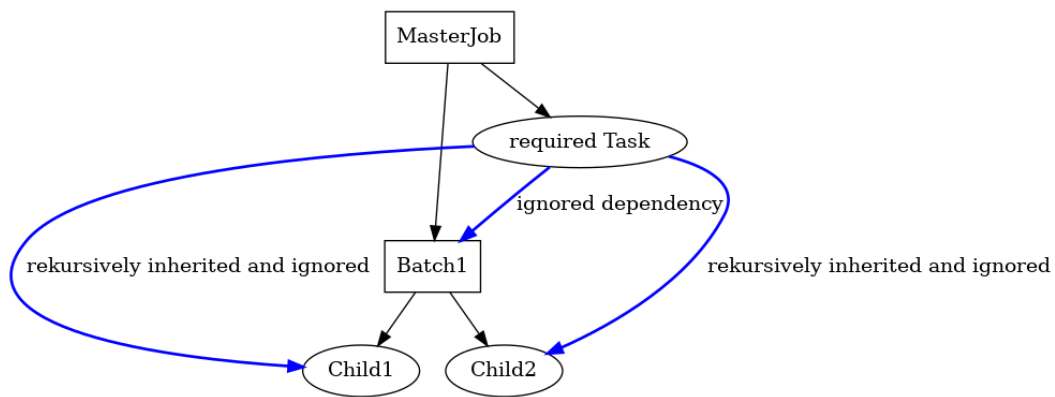 MasterJob
required Task
ignored dependency
rekursively inherited and ignored
Batch1
rekursively inherited and ignored
Child1
Child2